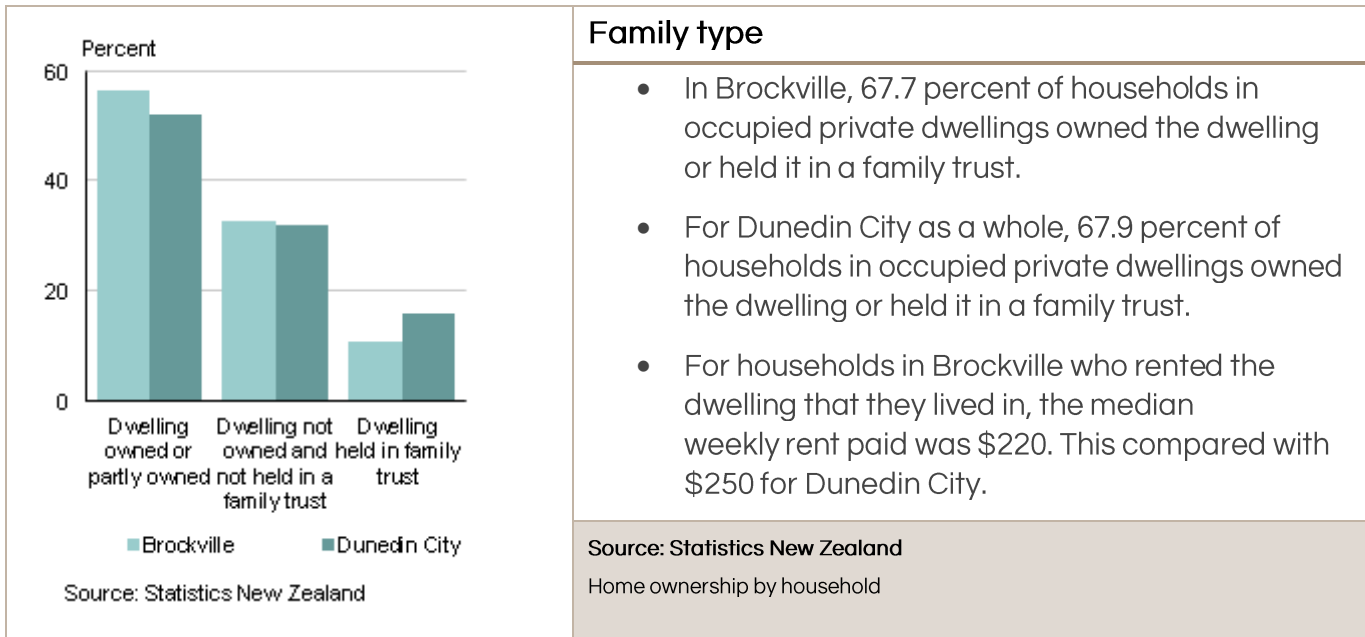 Percent
60
40
20
0
Dwelling owned or partly owned
Dwelling not owned and not held in a family trust
Dwelling held in family trust
Brockville
Dunedin City
Source: Statistics New Zealand
Family type
• In Brockville, 67.7 percent of households in
occupied private dwellings owned the dwelling
or held it in a family trust.
• For Dunedin City as a whole, 67.9 percent of
households in occupied private dwellings owned
the dwelling or held it in a family trust.
• For households in Brockville who rented the
dwelling that they lived in, the median
weekly rent paid was $220. This compared with
$250 for Dunedin City.
Source: Statistics New Zealand
Home ownership by household